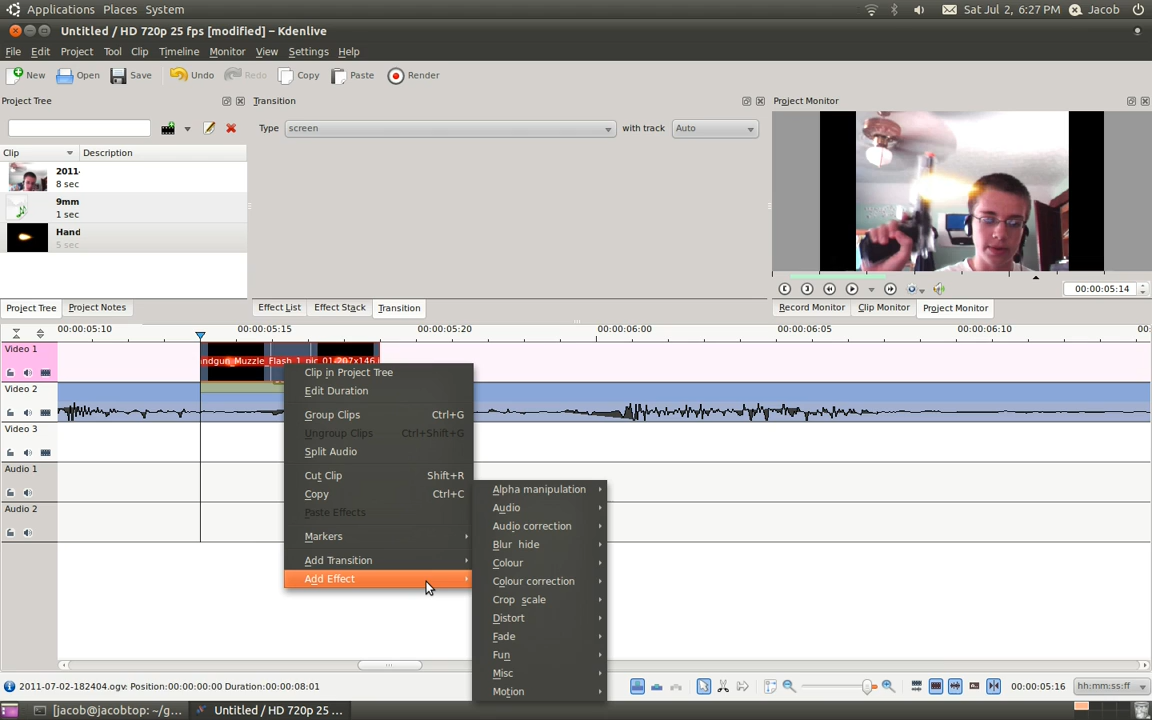 Applications Places System Sat Jul 2, 6:27 PM Jacob
Untitled / HD 720p 25 fps [modified] – Kdenlive
File Edit Project Tool Clip Timeline Monitor View Settings Help
New Open Save Undo Redo Copy Paste Render
Project Tree Transition Project Monitor
Type screen with track Auto
Clip Description
2011-
8 sec
9mm
1 sec
Hand
5 sec
00:00:05:14
Project Tree Project Notes Effect List Effect Stack Transition Record Monitor Clip Monitor Project Monitor
00:00:05:10 00:00:05:15 00:00:05:20 00:00:06:00 00:00:06:05 00:00:06:10 00:
Video 1
ndgun_Muzzle_Flash_1_pic_01-207x146.
Video 2
Video 3
Audio 1
Audio 2
Clip in Project Tree
Edit Duration
Group Clips Ctrl+G
Ungroup Clips Ctrl+Shift+G
Split Audio
Cut Clip Shift+R
Copy Ctrl+C
Paste Effects
Markers
Add Transition
Add Effect
Alpha manipulation
Audio
Audio correction
Blur hide
Colour
Colour correction
Crop scale
Distort
Fade
Fun
Misc
Motion
2011-07-02-182404.ogv: Position:00:00:00:00 Duration:00:00:08:01 00:00:05:16 hh:mm:ss:ff
[jacob@jacobtop: ~/g... Untitled / HD 720p 25 ...